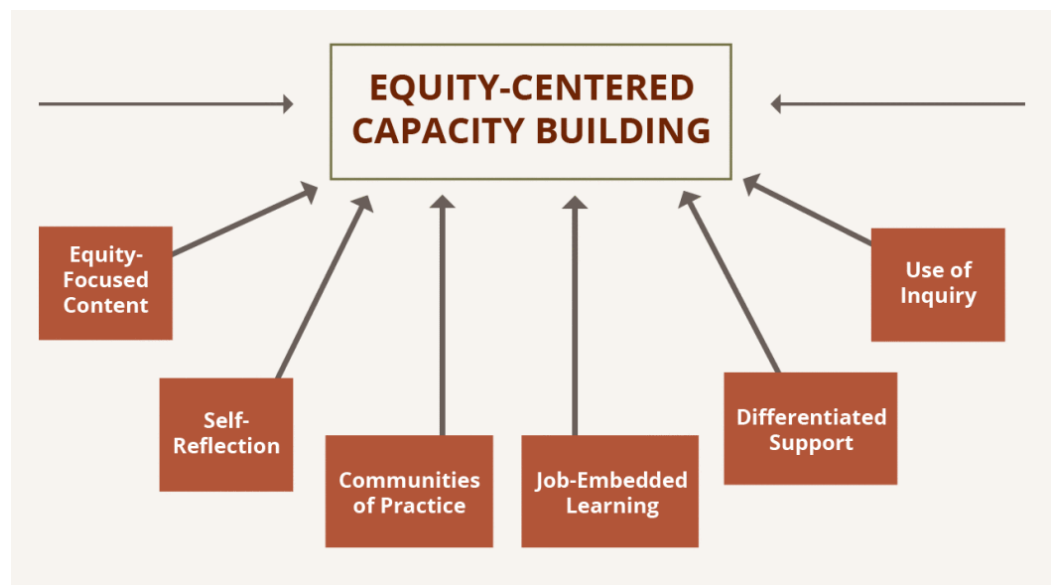 EQUITY-CENTERED
CAPACITY BUILDING
Equity-
Focused
Content
Self-
Reflection
Communities
of Practice
Job-Embedded
Learning
Differentiated
Support
Use of
Inquiry